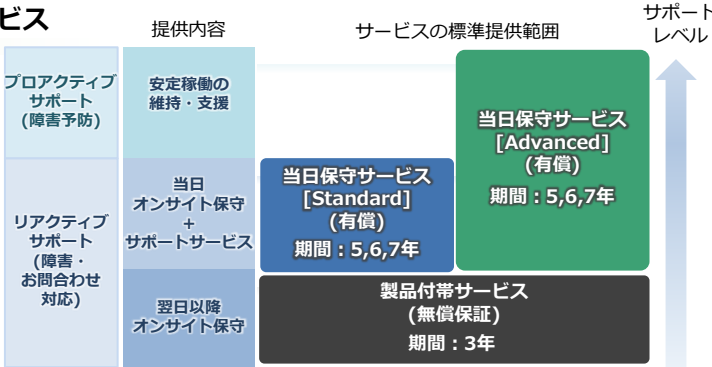 ビス
提供内容
サービスの標準提供範囲
サポート
レベル
プロアクティブ
サポート
(障害予防)
安定稼働の
維持・支援
当日保守サービス
[Advanced]
(有償)
期間：5,6,7年
リアクティブ
サポート
(障害・
お問合わせ
対応)
当日
オンサイト保守
+
サポートサービス
当日保守サービス
[Standard]
(有償)
期間：5,6,7年
翌日以降
オンサイト保守
製品付帯サービス
(無償保証)
期間：3年